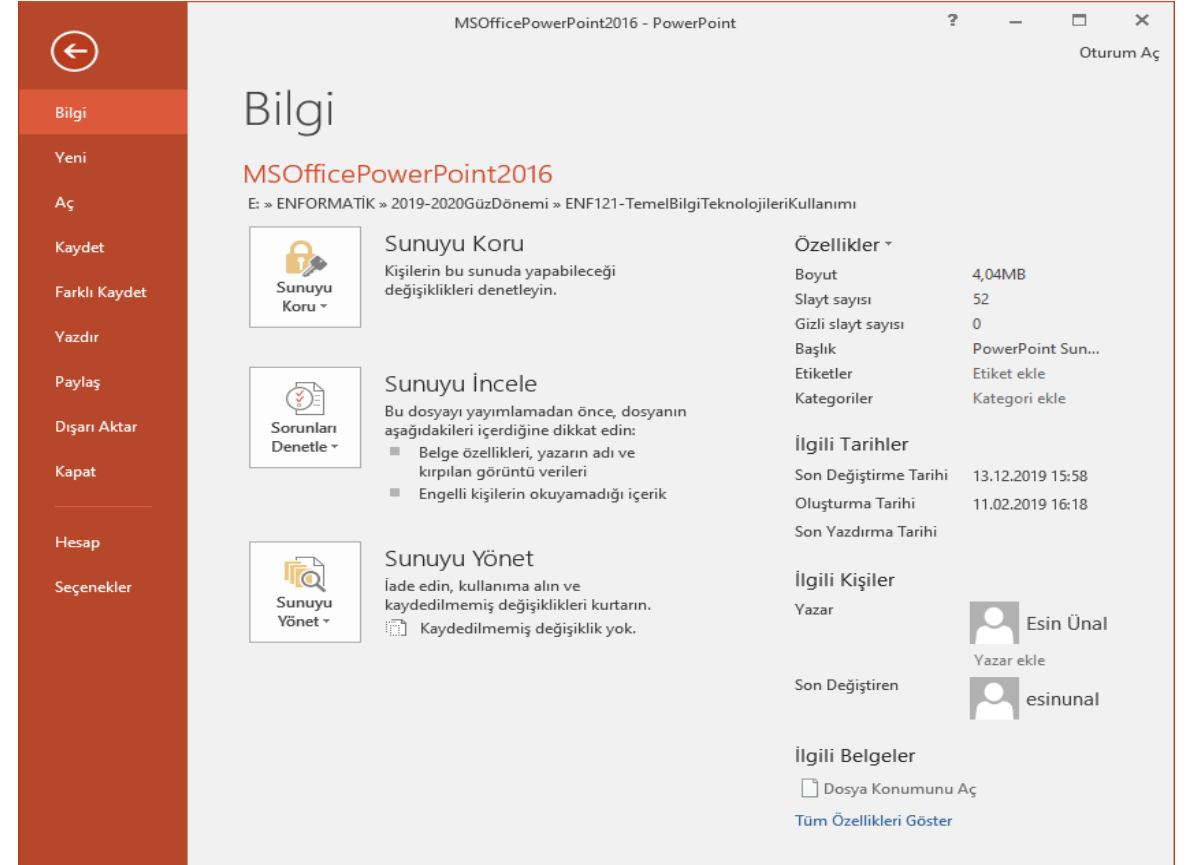 MSOfficePowerPoint2016 - PowerPoint
?
Oturum Aç
Bilgi
Yeni
Aç
Kaydet
Farklı Kaydet
Yazdır
Paylaş
Dışarı Aktar
Kapat
Hesap
Seçenekler
Bilgi
MSOfficePowerPoint2016
E: » ENFORMATİK » 2019-2020GüzDönemi » ENF121-TemelBilgiTeknolojileriKullanımı
Sunuyu
Koru
Sunuyu Koru
Kişilerin bu sunuda yapabileceği
değişiklikleri denetleyin.
Sorunları
Denetle
Sunuyu İncele
Bu dosyayı yayımlamadan önce, dosyanın
aşağıdakileri içerdiğine dikkat edin:
Belge özellikleri, yazarın adı ve
kırpılan görüntü verileri
Engelli kişilerin okuyamadığı içerik
Sunuyu
Yönet
Sunuyu Yönet
İade edin, kullanıma alın ve
kaydedilmemiş değişiklikleri kurtarın.
Kaydedilmemiş değişiklik yok.
Özellikler
Boyut 4,04MB
Slayt sayısı 52
Gizli slayt sayısı 0
Başlık PowerPoint Sun...
Etiketler Etiket ekle
Kategoriler Kategori ekle
İlgili Tarihler
Son Değiştirme Tarihi 13.12.2019 15:58
Oluşturma Tarihi 11.02.2019 16:18
Son Yazdırma Tarihi
İlgili Kişiler
Yazar
Esin Ünal
Yazar ekle
Son Değiştiren
esinunal
İlgili Belgeler
Dosya Konumunu Aç
Tüm Özellikleri Göster